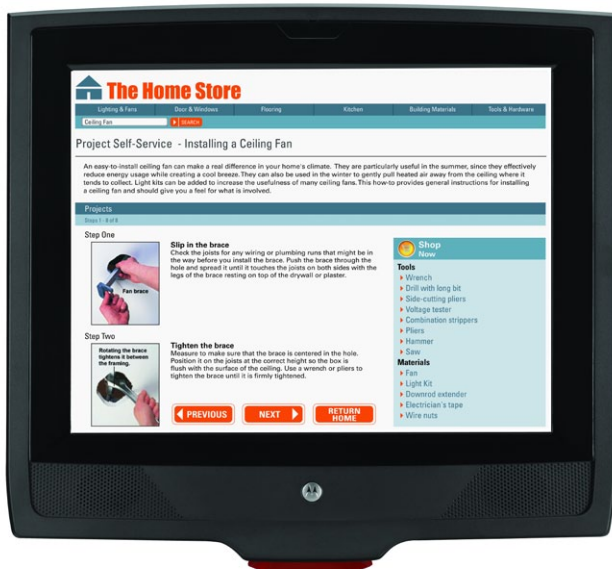 The Home Store
Lighting & Fans Door & Windows Flooring Kitchen Building Materials Tools & Hardware
Ceiling Fan SEARCH
Project Self-Service - Installing a Ceiling Fan
An easy-to-install ceiling fan can make a real difference in your home's climate. They are particularly useful in the summer, since they effectively
reduce energy usage while creating a cool breeze. They can also be used in the winter to gently pull heated air away from the ceiling where it
tends to collect. Light kits can be added to increase the usefulness of many ceiling fans. This how-to provides general instructions for installing
a ceiling fan and should give you a feel for what is involved.
Projects
Step One
Fan brace
Slip in the brace
Check the joists for any wiring or plumbing runs that might be in
the way before you install the brace. Push the brace through the
hole and spread it until it touches the joists on both sides with the
legs of the brace resting on top of the drywall or plaster.
Step Two
Rotating the brace
tightens it between
the framing.
Tighten the brace
Measure to make sure that the brace is centered in the hole.
Position it on the joists at the correct height so the box is
flush with the surface of the ceiling. Use a wrench or pliers to
tighten the brace until it is firmly tightened.
PREVIOUS
NEXT
RETURN
HOME
Shop
Now
Tools
Wrench
Drill with long bit
Side-cutting pliers
Voltage tester
Combination strippers
Pliers
Hammer
Saw
Materials
Fan
Light Kit
Downrod extender
Electrician's tape
Wire nuts